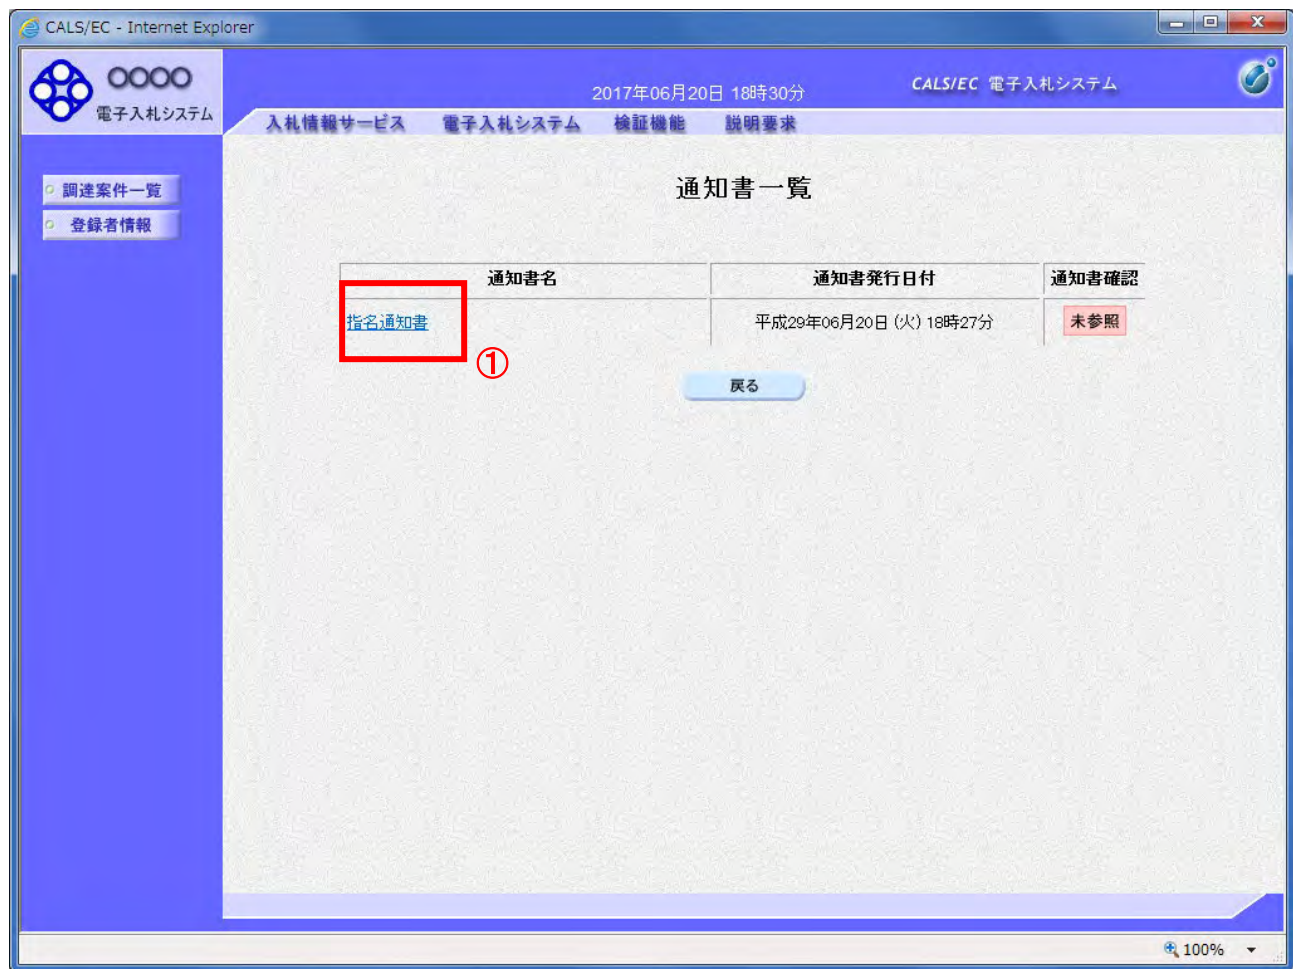 CALS/EC - Internet Explorer
○○○○
電子入札システム
2017年06月20日 18時30分
CALS/EC 電子入札システム
入札情報サービス 電子入札システム 検証機能 説明要求
調達案件一覧
登録者情報
通知書一覧
通知書名 通知書発行日付 通知書確認
指名通知書 平成29年06月20日 (火) 18時27分 未参照
①
戻る
100%